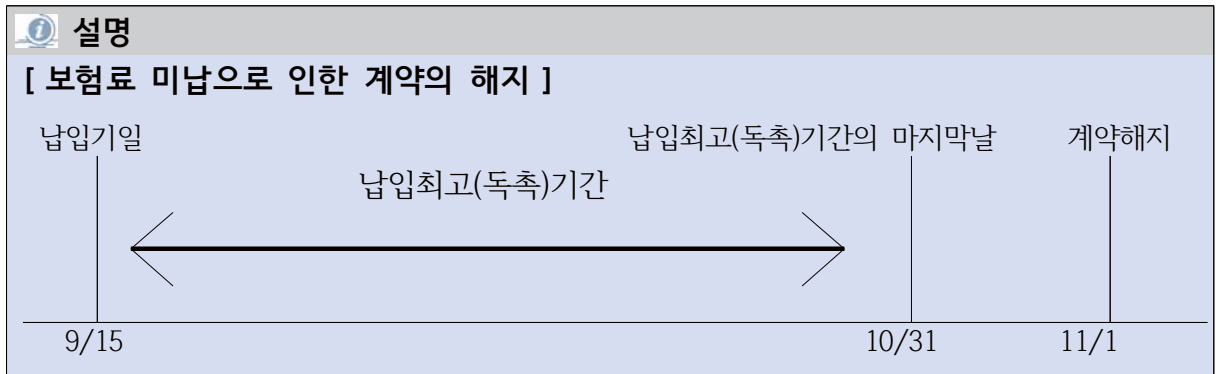 설명
[ 보험료 미납으로 인한 계약의 해지 ]
납입기일 납입최고(독촉)기간의 마지막날 계약해지
납입최고(독촉)기간
9/15 10/31 11/1